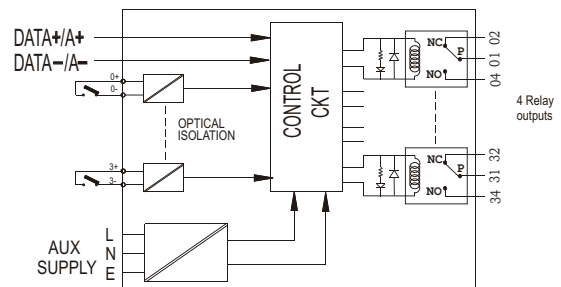 DATA+/A+
DATA-/A-
0+
0-
OPTICAL
ISOLATION
3+
3-
AUX
SUPPLY
L
N
E
CONTROL
CKT
NC
P
NO
02
01
04
4 Relay
outputs
NC
P
NO
32
31
34